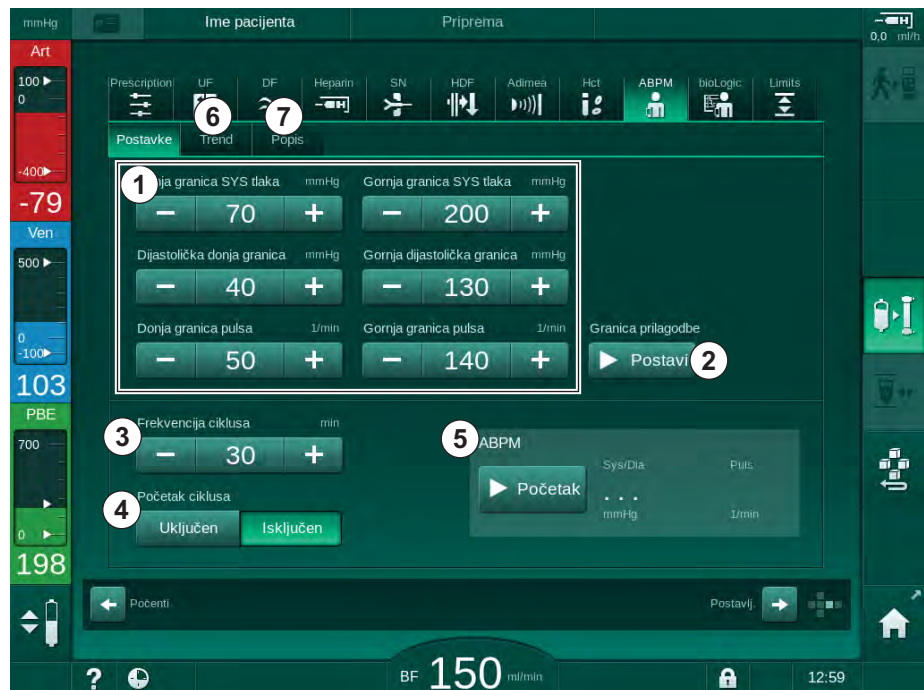 mmHg
Ime pacijenta
Priprema
0,0 ml/h
Art
100
0
-400
-79
Ven
500
0
-100
103
PBE
700
0
198
Prescription UF DF Heparin SN HDF Adimea Hct ABPM bioLogic Limits
6 7
Postavke Trend Popis
1
granica SYS tlaka mmHg Gornja granica SYS tlaka mmHg
− 70 + − 200 +
Dijastolička donja granica mmHg Gornja dijastolička granica mmHg
− 40 + − 130 +
Donja granica pulsa 1/min Gornja granica pulsa 1/min Granica prilagodbe
− 50 + − 140 + Postavi 2
3 Frekvencija ciklusa min
− 30 +
4 Početak ciklusa
Uključen Isključen
5 ABPM
Sys/Dia Puls
Početak . . .
mmHg 1/min
Počenti Postavlj.
? BF 150 ml/min 12:59